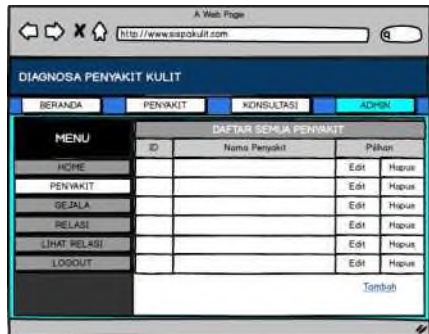 A Web Page
http://www.sispakulit.com
DIAGNOSA PENYAKIT KULIT
BERANDA PENYAKIT KONSULTASI ADMIN
MENU
HOME
PENYAKIT
GEJALA
RELASI
LIHAT RELASI
LOGOUT
DAFTAR SEMUA PENYAKIT
ID Nama Penyakit Pilihan
Edit Hapus
Edit Hapus
Edit Hapus
Edit Hapus
Edit Hapus
Edit Hapus
Tambah